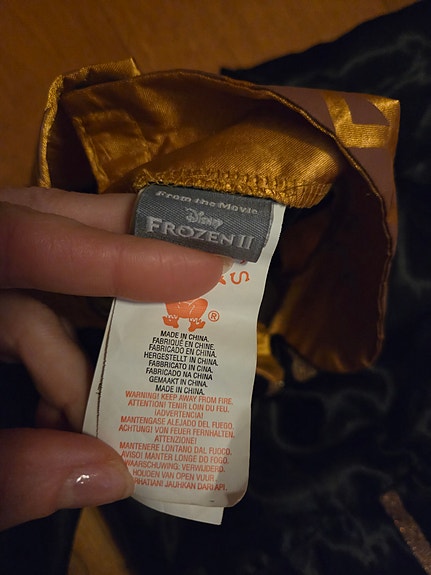 From the Movie
Disney
FROZEN II
®
MADE IN CHINA.
FABRIQUÉ EN CHINE.
FABRICADO EN CHINA.
HERGESTELLT IN CHINA.
FABBRICATO IN CINA.
FABRICADO NA CHINA
GEMAAKT IN CHINA.
MADE IN CHINA.
WARNING! KEEP AWAY FROM FIRE.
ATTENTION! TENIR LOIN DU FEU.
¡ADVERTENCIA!
MANTENGASE ALEJADO DEL FUEGO.
ACHTUNG! VON FEUER FERNHALTEN.
ATTENZIONE!
MANTENERE LONTANO DAL FUOCO.
AVISO! MANTER LONGE DO FOGO.
WAARSCHUWING. VERWIJDERD
HOUDEN VAN OPEN VUUR.
JAUHKAN DARI API.